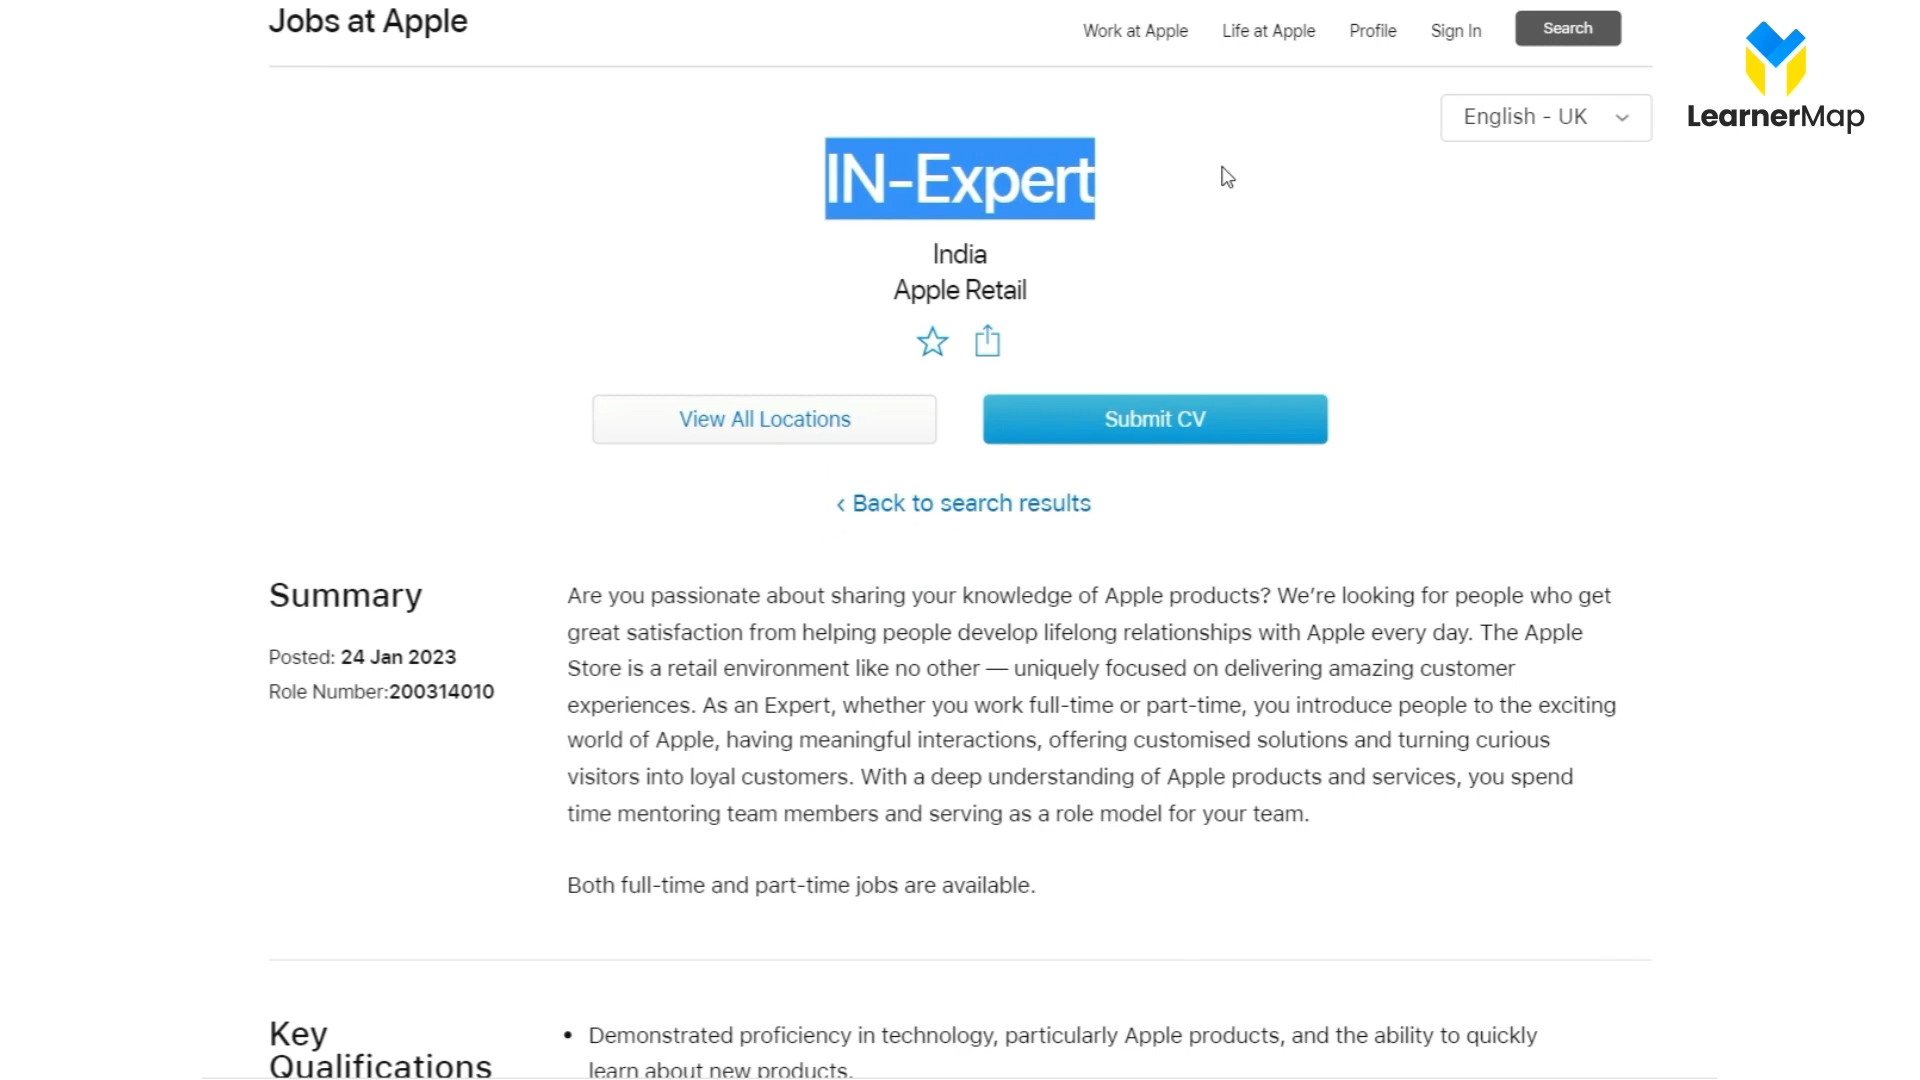 Jobs at Apple
Work at Apple
Life at Apple
Profile
Sign In
Search
LearnerMap
English - UK
IN-Expert
India
Apple Retail
View All Locations
Submit CV
‹ Back to search results
Summary
Posted: 24 Jan 2023
Role Number:200314010
Are you passionate about sharing your knowledge of Apple products? We’re looking for people who get
great satisfaction from helping people develop lifelong relationships with Apple every day. The Apple
Store is a retail environment like no other — uniquely focused on delivering amazing customer
experiences. As an Expert, whether you work full-time or part-time, you introduce people to the exciting
world of Apple, having meaningful interactions, offering customised solutions and turning curious
visitors into loyal customers. With a deep understanding of Apple products and services, you spend
time mentoring team members and serving as a role model for your team.
Both full-time and part-time jobs are available.
Key
Qualifications
• Demonstrated proficiency in technology, particularly Apple products, and the ability to quickly
learn about new products.